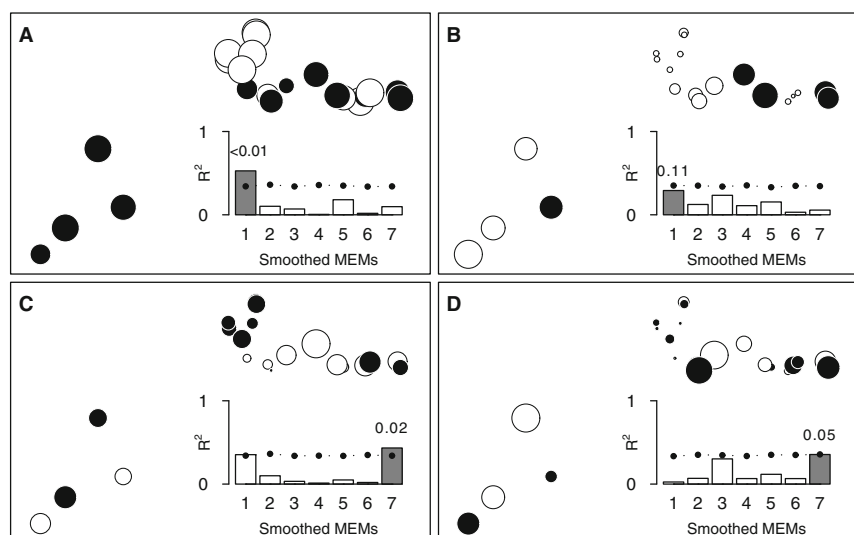 A
1
<0.01
R²
0
1 2 3 4 5 6 7
Smoothed MEMs
B
1
0.11
R²
0
1 2 3 4 5 6 7
Smoothed MEMs
C
1
0.02
R²
0
1 2 3 4 5 6 7
Smoothed MEMs
D
1
0.05
R²
0
1 2 3 4 5 6 7
Smoothed MEMs